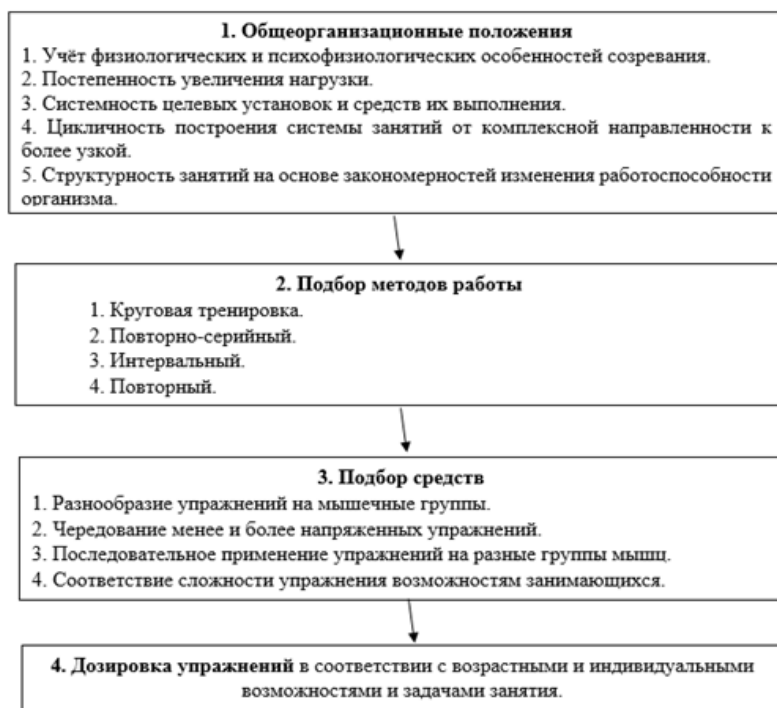 1. Общеорганизационные положения
1. Учёт физиологических и психофизиологических особенностей созревания.
2. Постепенность увеличения нагрузки.
3. Системность целевых установок и средств их выполнения.
4. Цикличность построения системы занятий от комплексной направленности к
более узкой.
5. Структурность занятий на основе закономерностей изменения работоспособности
организма.
2. Подбор методов работы
1. Круговая тренировка.
2. Повторно-серийный.
3. Интервальный.
4. Повторный.
3. Подбор средств
1. Разнообразие упражнений на мышечные группы.
2. Чередование менее и более напряженных упражнений.
3. Последовательное применение упражнений на разные группы мышц.
4. Соответствие сложности упражнения возможностям занимающихся.
4. Дозировка упражнений в соответствии с возрастными и индивидуальными
возможностями и задачами занятия.